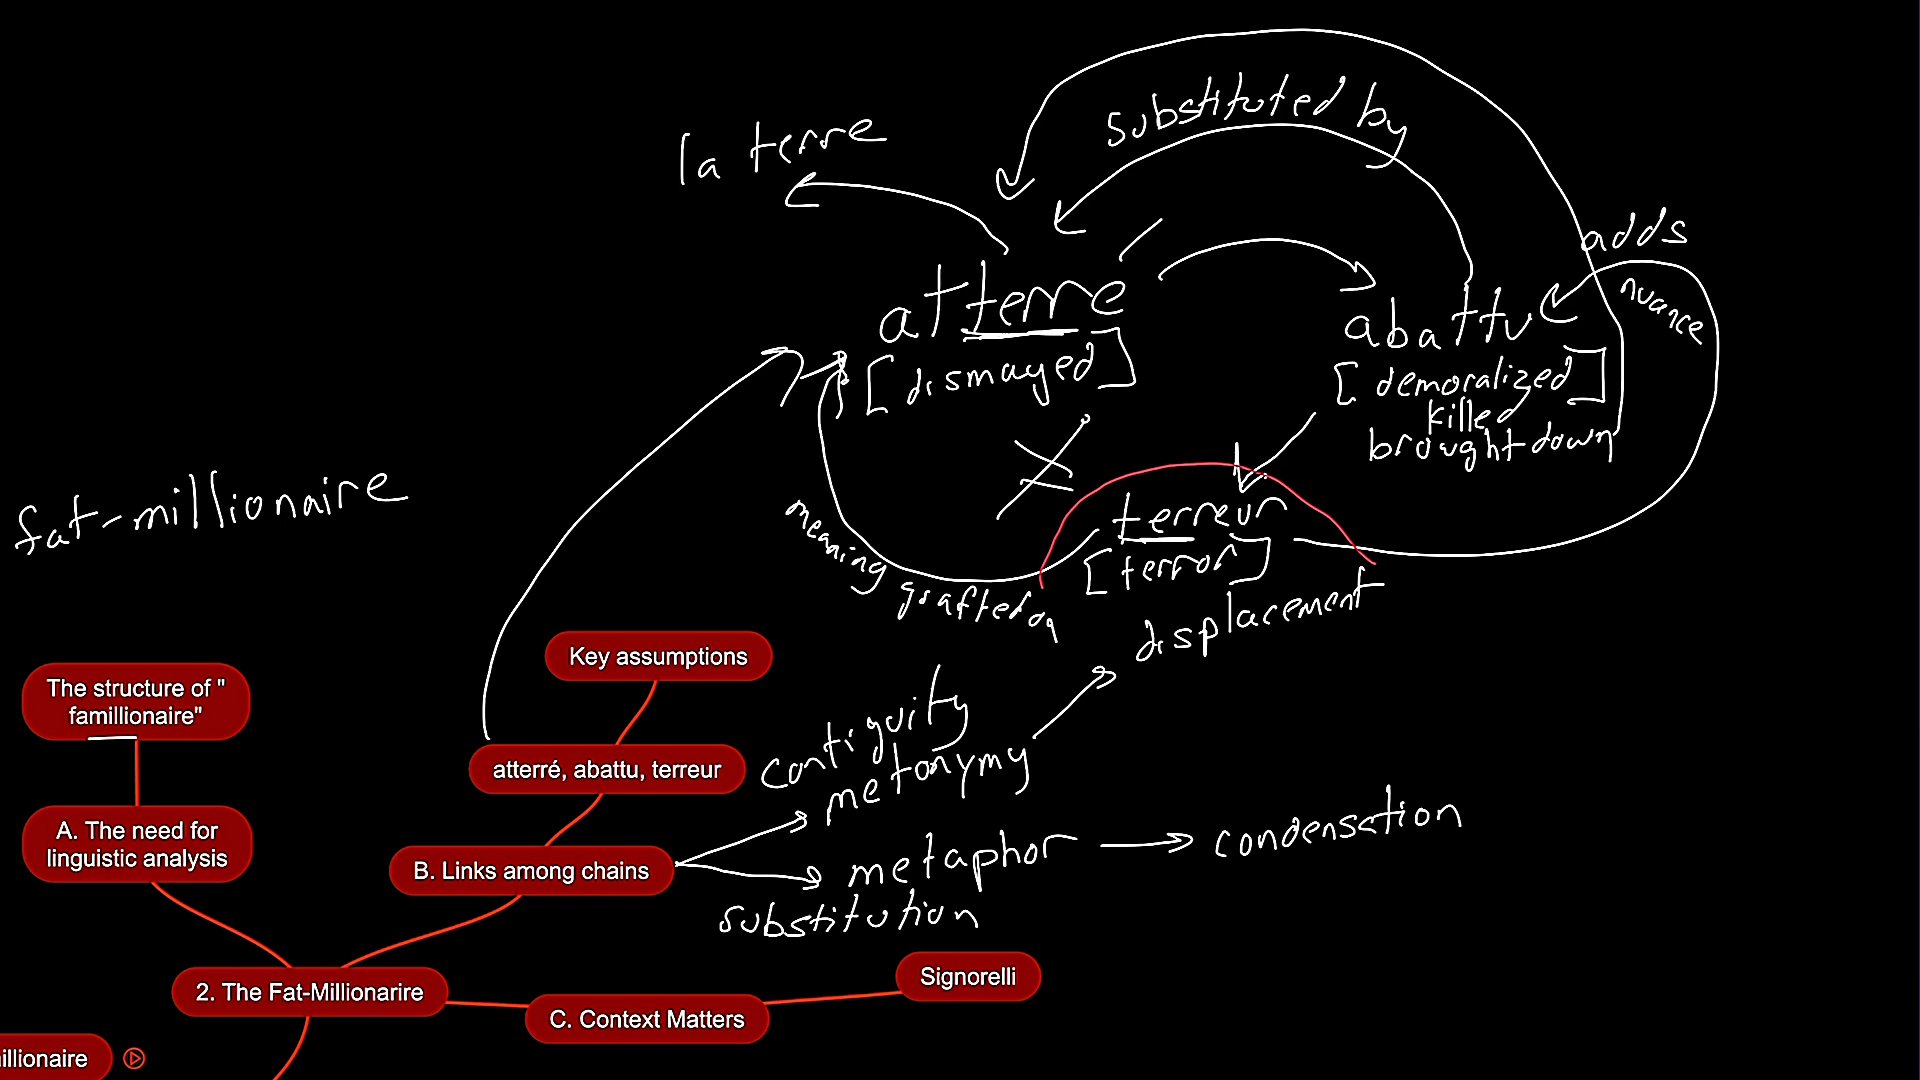 substituted by
la terre
adds
nuance
atterre
[dismayed]
abattu
[demoralized]
killed
brought down
fat-millionaire
terreur
[terror]
meaning grafted on
displacement
Key assumptions
The structure of "
famillionaire"
contiguity
metonymy
atterré, abattu, terreur
A. The need for
linguistic analysis
B. Links among chains
metaphor
condensation
substitution
Signorelli
2. The Fat-Millionarire
C. Context Matters
illionaire